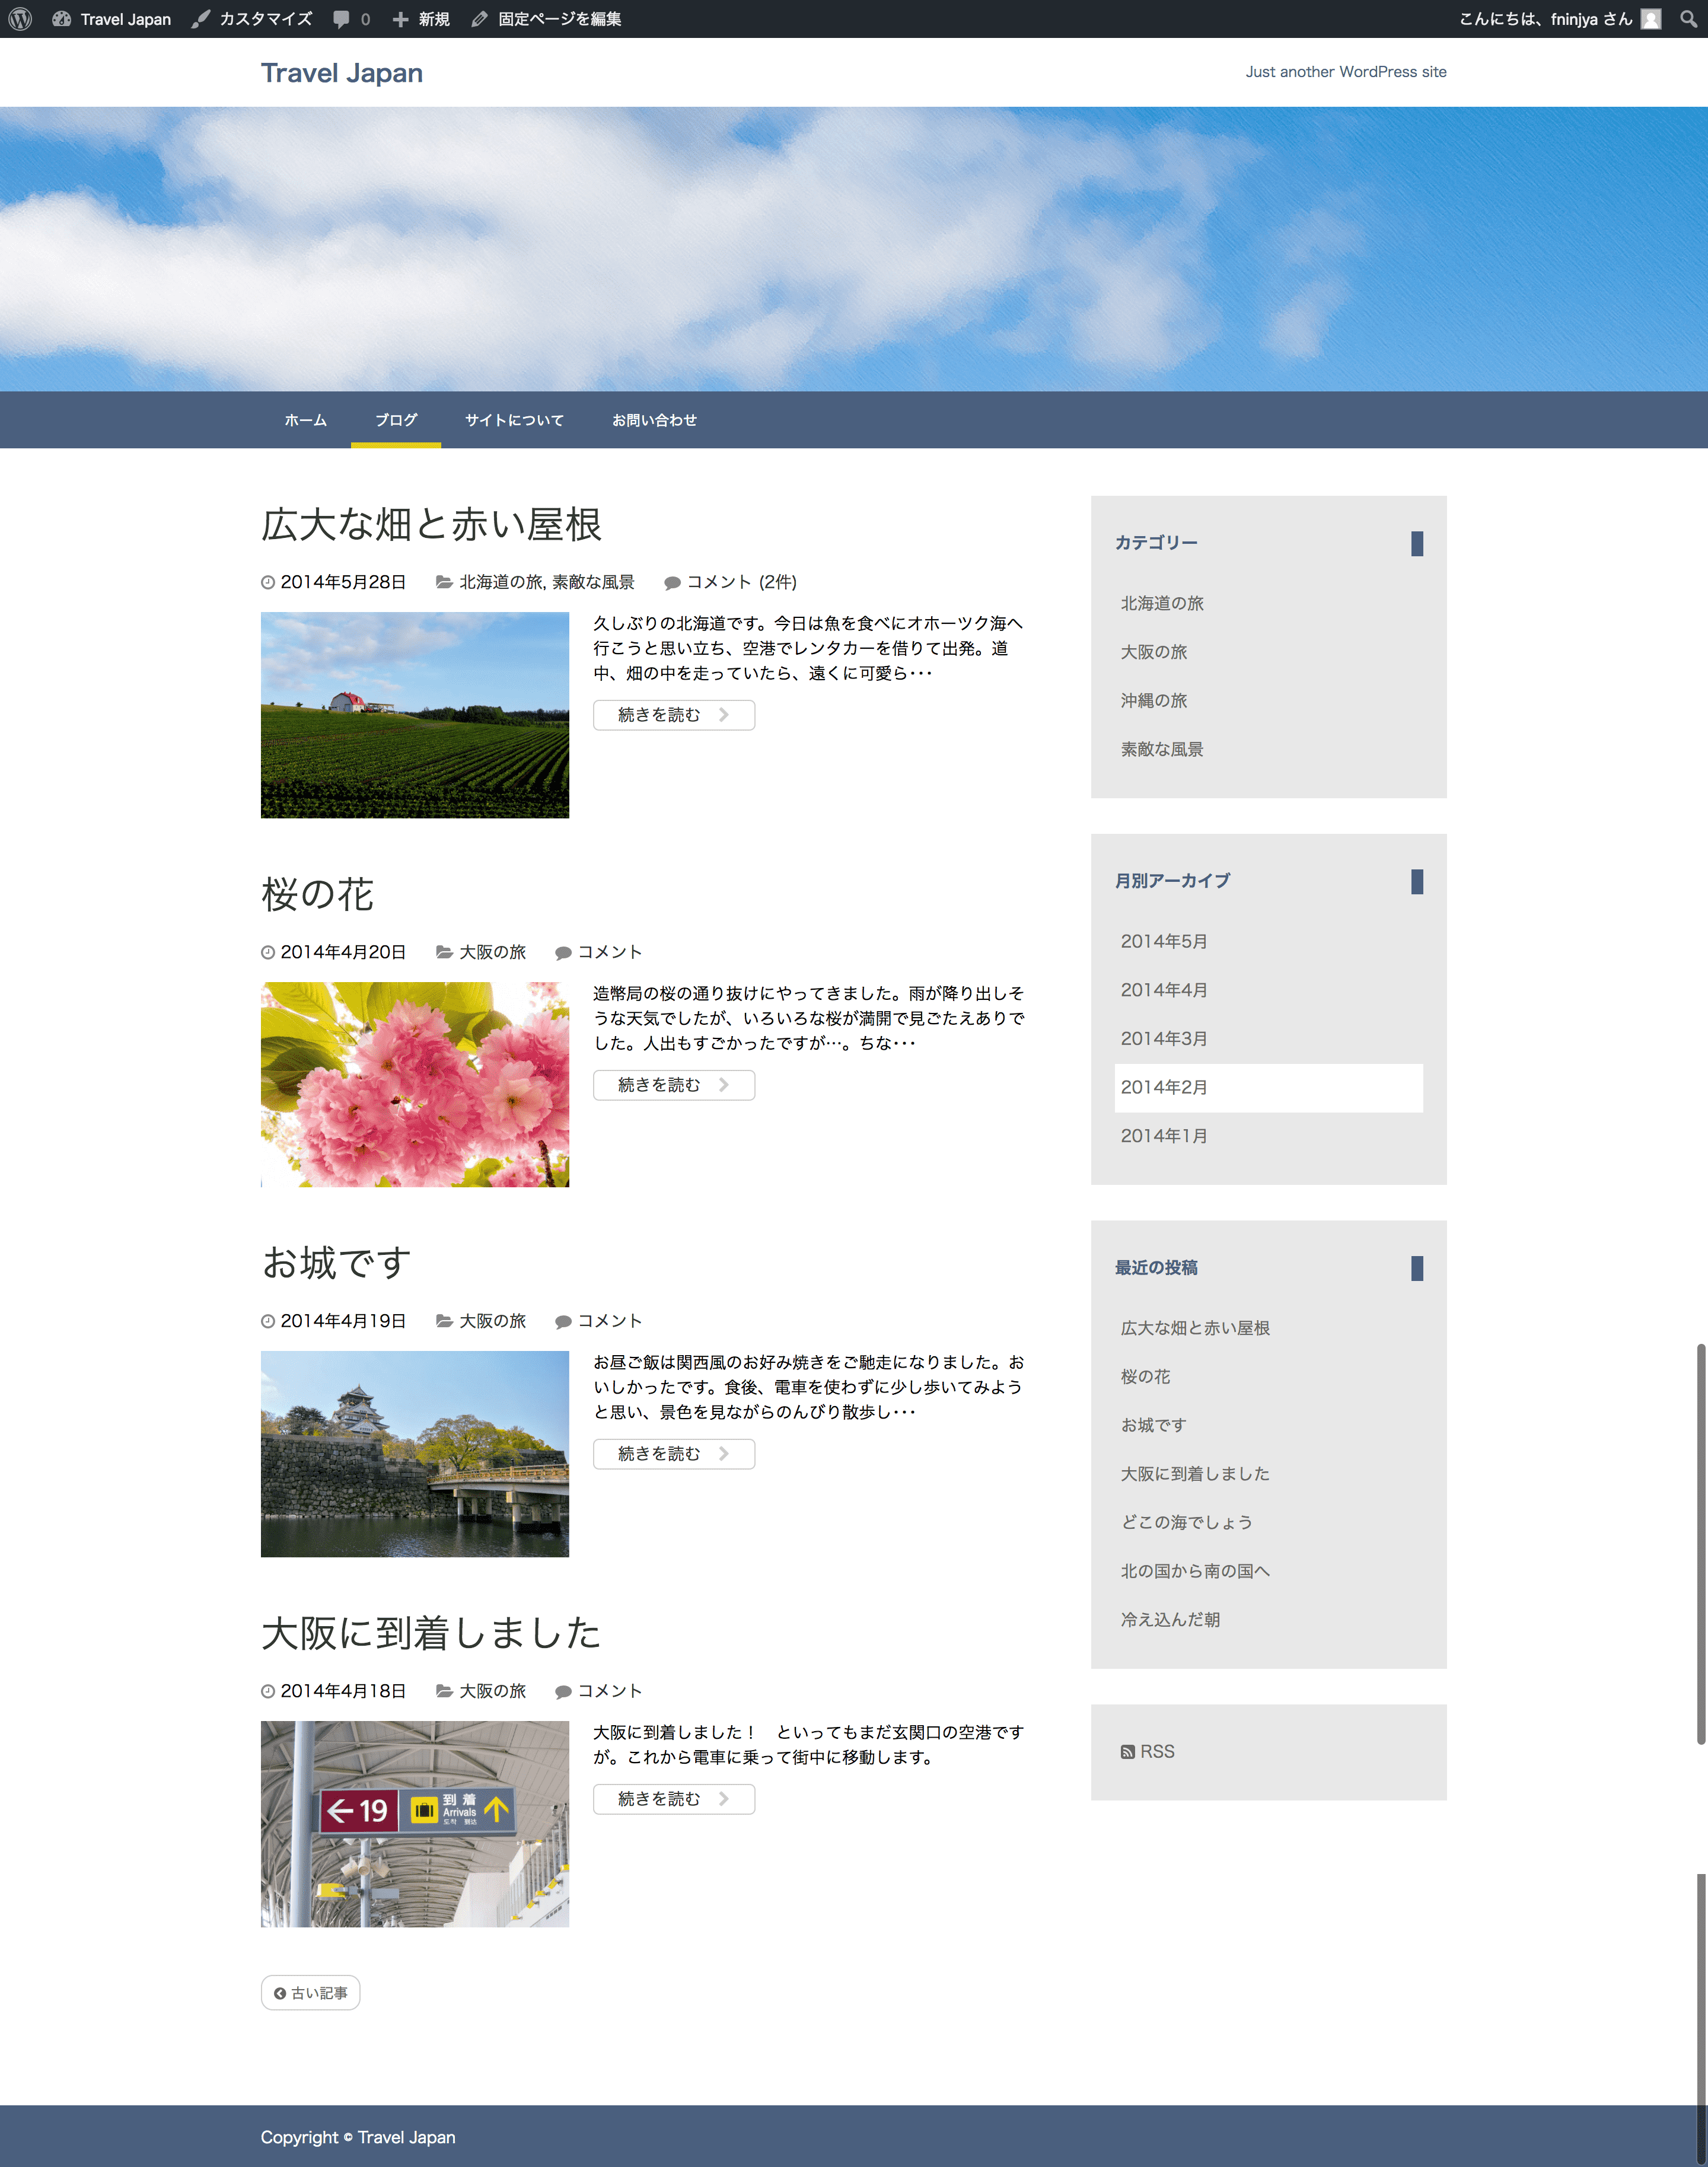 Travel Japan カスタマイズ 0 新規 固定ページを編集 こんにちは、fninjya さん
Travel Japan
Just another WordPress site
ホーム ブログ サイトについて お問い合わせ
広大な畑と赤い屋根
2014年5月28日 北海道の旅, 素敵な風景 コメント (2件)
久しぶりの北海道です。今日は魚を食べにオホーツク海へ
行こうと思い立ち、空港でレンタカーを借りて出発。道
中、畑の中を走っていたら、遠くに可愛ら･･･
続きを読む
桜の花
2014年4月20日 大阪の旅 コメント
造幣局の桜の通り抜けにやってきました。雨が降り出しそ
うな天気でしたが、いろいろな桜が満開で見ごたえありで
した。人出もすごかったですが…。ちな･･･
続きを読む
お城です
2014年4月19日 大阪の旅 コメント
お昼ご飯は関西風のお好み焼きをご馳走になりました。お
いしかったです。食後、電車を使わずに少し歩いてみよう
と思い、景色を見ながらのんびり散歩し･･･
続きを読む
大阪に到着しました
2014年4月18日 大阪の旅 コメント
19 到着
Arrivals
도착 到达
大阪に到着しました！　といってもまだ玄関口の空港です
が。これから電車に乗って街中に移動します。
続きを読む
古い記事
カテゴリー
北海道の旅
大阪の旅
沖縄の旅
素敵な風景
月別アーカイブ
2014年5月
2014年4月
2014年3月
2014年2月
2014年1月
最近の投稿
広大な畑と赤い屋根
桜の花
お城です
大阪に到着しました
どこの海でしょう
北の国から南の国へ
冷え込んだ朝
RSS
Copyright © Travel Japan